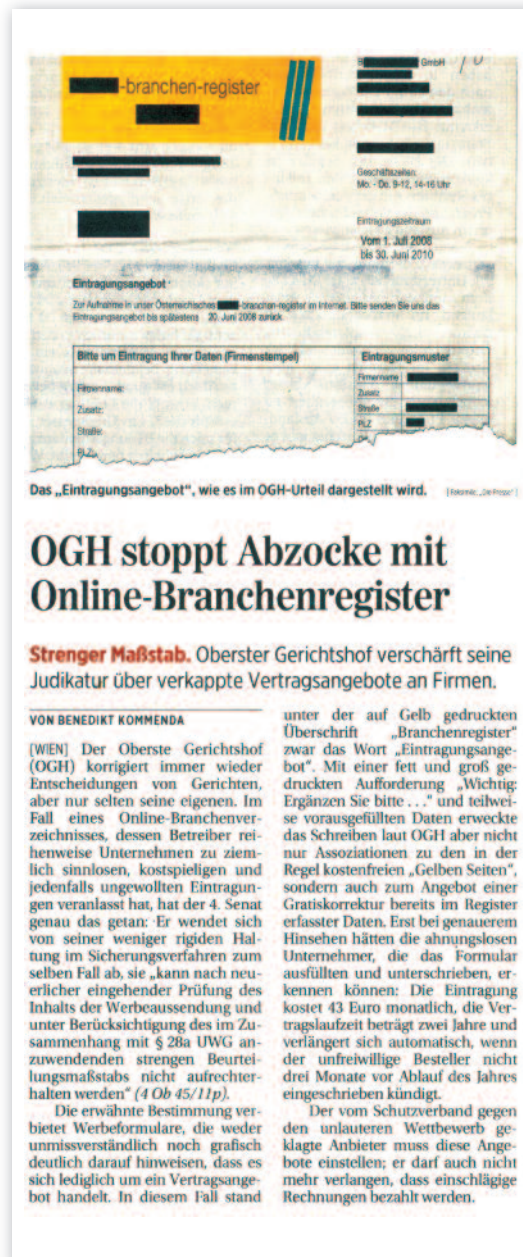 -branchen-register
GmbH
Geschäftszeiten:
Mo. - Do. 9-12, 14-16 Uhr
Eintragungszeitraum
Vom 1. Juli 2008
bis 30. Juni 2010
Eintragungsangebot
Zur Aufnahme in unser Österreichisches -branchen-register im Internet. Bitte senden Sie uns das
Eintragungsangebot bis spätestens 20. Juni 2008 zurück.
Bitte um Eintragung Ihrer Daten (Firmenstempel)
Eintragungsmuster
Firmenname:
Zusatz:
Straße:
PLZ:
Firmenname
Zusatz
Straße
PLZ
Das „Eintragungsangebot“, wie es im OGH-Urteil dargestellt wird.
OGH stoppt Abzocke mit
Online-Branchenregister
Strenger Maßstab. Oberster Gerichtshof verschärft seine
Judikatur über verkappte Vertragsangebote an Firmen.
VON BENEDIKT KOMMENDA
[WIEN] Der Oberste Gerichtshof
(OGH) korrigiert immer wieder
Entscheidungen von Gerichten,
aber nur selten seine eigenen. Im
Fall eines Online-Branchenver-
zeichnisses, dessen Betreiber rei-
henweise Unternehmen zu ziem-
lich sinnlosen, kostspieligen und
jedenfalls ungewollten Eintragun-
gen veranlasst hat, hat der 4. Senat
genau das getan: Er wendet sich
von seiner weniger rigiden Hal-
tung im Sicherungsverfahren zum
selben Fall ab, sie „kann nach neu-
erlicher eingehender Prüfung des
Inhalts der Werbeaussendung und
unter Berücksichtigung des im Zu-
sammenhang mit § 28a UWG an-
zuwendenden strengen Beurtei-
lungsmaßstabs nicht aufrechter-
halten werden“ (4 Ob 45/11p).
Die erwähnte Bestimmung ver-
bietet Werbeformulare, die weder
unmissverständlich noch grafisch
deutlich darauf hinweisen, dass es
sich lediglich um ein Vertragsange-
bot handelt. In diesem Fall stand
unter der auf Gelb gedruckten
Überschrift „Branchenregister“
zwar das Wort „Eintragungsange-
bot“. Mit einer fett und groß ge-
druckten Aufforderung „Wichtig:
Ergänzen Sie bitte . . .“ und teilwei-
se vorausgefüllten Daten erweckte
das Schreiben laut OGH aber nicht
nur Assoziationen zu den in der
Regel kostenfreien „Gelben Seiten“,
sondern auch zum Angebot einer
Gratiskorrektur bereits im Register
erfasster Daten. Erst bei genauerem
Hinsehen hätten die ahnungslosen
Unternehmer, die das Formular
ausfüllten und unterschrieben, er-
kennen können: Die Eintragung
kostet 43 Euro monatlich, die Ver-
tragslaufzeit beträgt zwei Jahre und
verlängert sich automatisch, wenn
der unfreiwillige Besteller nicht
drei Monate vor Ablauf des Jahres
eingeschrieben kündigt.
Der vom Schutzverband gegen
den unlauteren Wettbewerb ge-
klagte Anbieter muss diese Ange-
bote einstellen; er darf auch nicht
mehr verlangen, dass einschlägige
Rechnungen bezahlt werden.